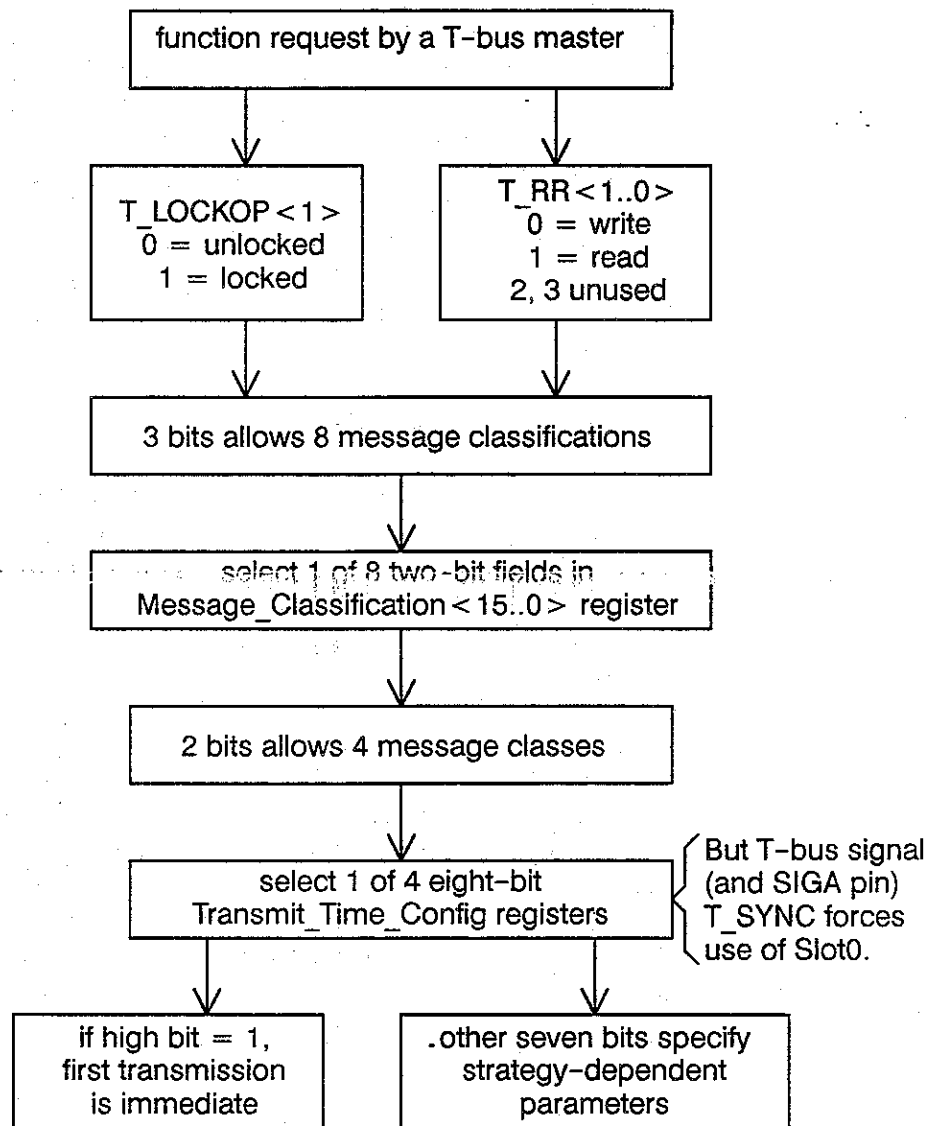 function request by a T-bus master
T_LOCKOP<1>
0 = unlocked
1 = locked
T_RR<1..0>
0 = write
1 = read
2, 3 unused
3 bits allows 8 message classifications
select 1 of 8 two-bit fields in
Message_Classification<15..0> register
2 bits allows 4 message classes
select 1 of 4 eight-bit
Transmit_Time_Config registers
But T-bus signal
(and SIGA pin)
T_SYNC forces
use of Slot0.
if high bit = 1,
first transmission
is immediate
other seven bits specify
strategy-dependent
parameters